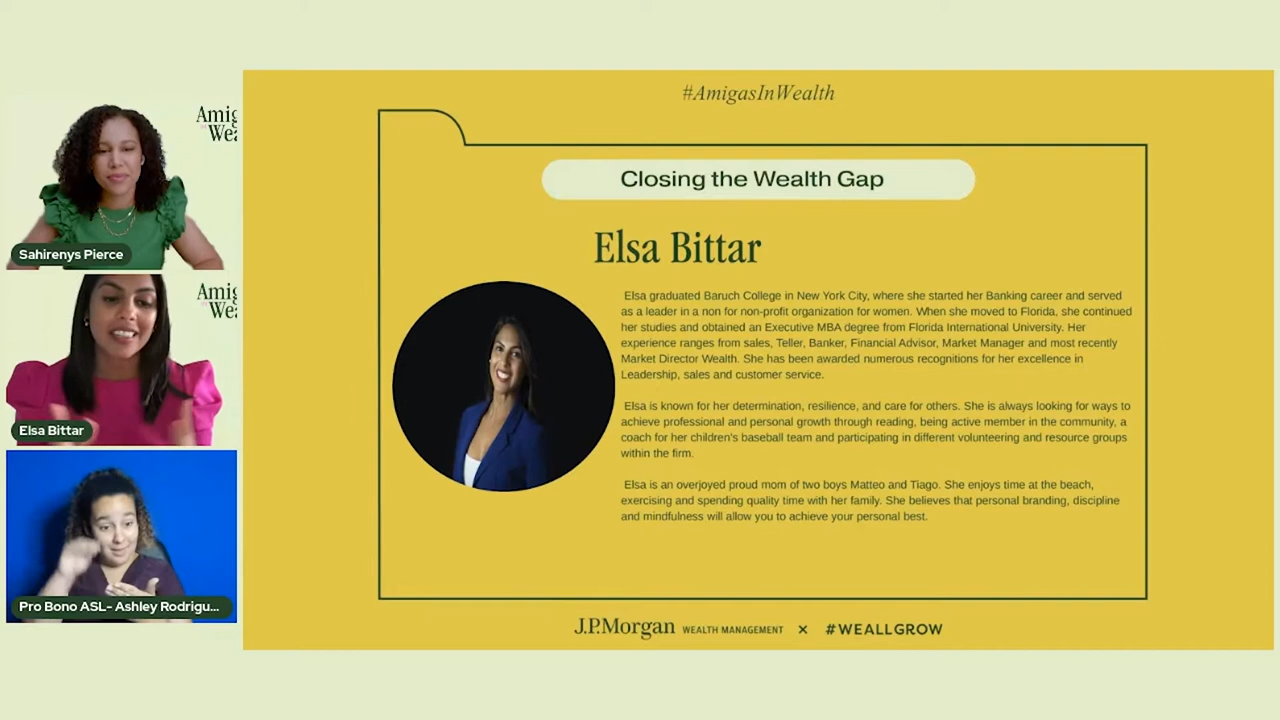 Amig
Wea
Sahirenys Pierce
Amig
Wea
Elsa Bittar
Pro Bono ASL- Ashley Rodrigu...
#AmigasInWealth
Closing the Wealth Gap
Elsa Bittar
Elsa graduated Baruch College in New York City, where she started her Banking career and served
as a leader in a non for non-profit organization for women. When she moved to Florida, she continued
her studies and obtained an Executive MBA degree from Florida International University. Her
experience ranges from sales, Teller, Banker, Financial Advisor, Market Manager and most recently
Market Director Wealth. She has been awarded numerous recognitions for her excellence in
Leadership, sales and customer service.
Elsa is known for her determination, resilience, and care for others. She is always looking for ways to
achieve professional and personal growth through reading, being active member in the community, a
coach for her children's baseball team and participating in different volunteering and resource groups
within the firm.
Elsa is an overjoyed proud mom of two boys Matteo and Tiago. She enjoys time at the beach,
exercising and spending quality time with her family. She believes that personal branding, discipline
and mindfulness will allow you to achieve your personal best.
J.P.Morgan WEALTH MANAGEMENT × #WEALLGROW